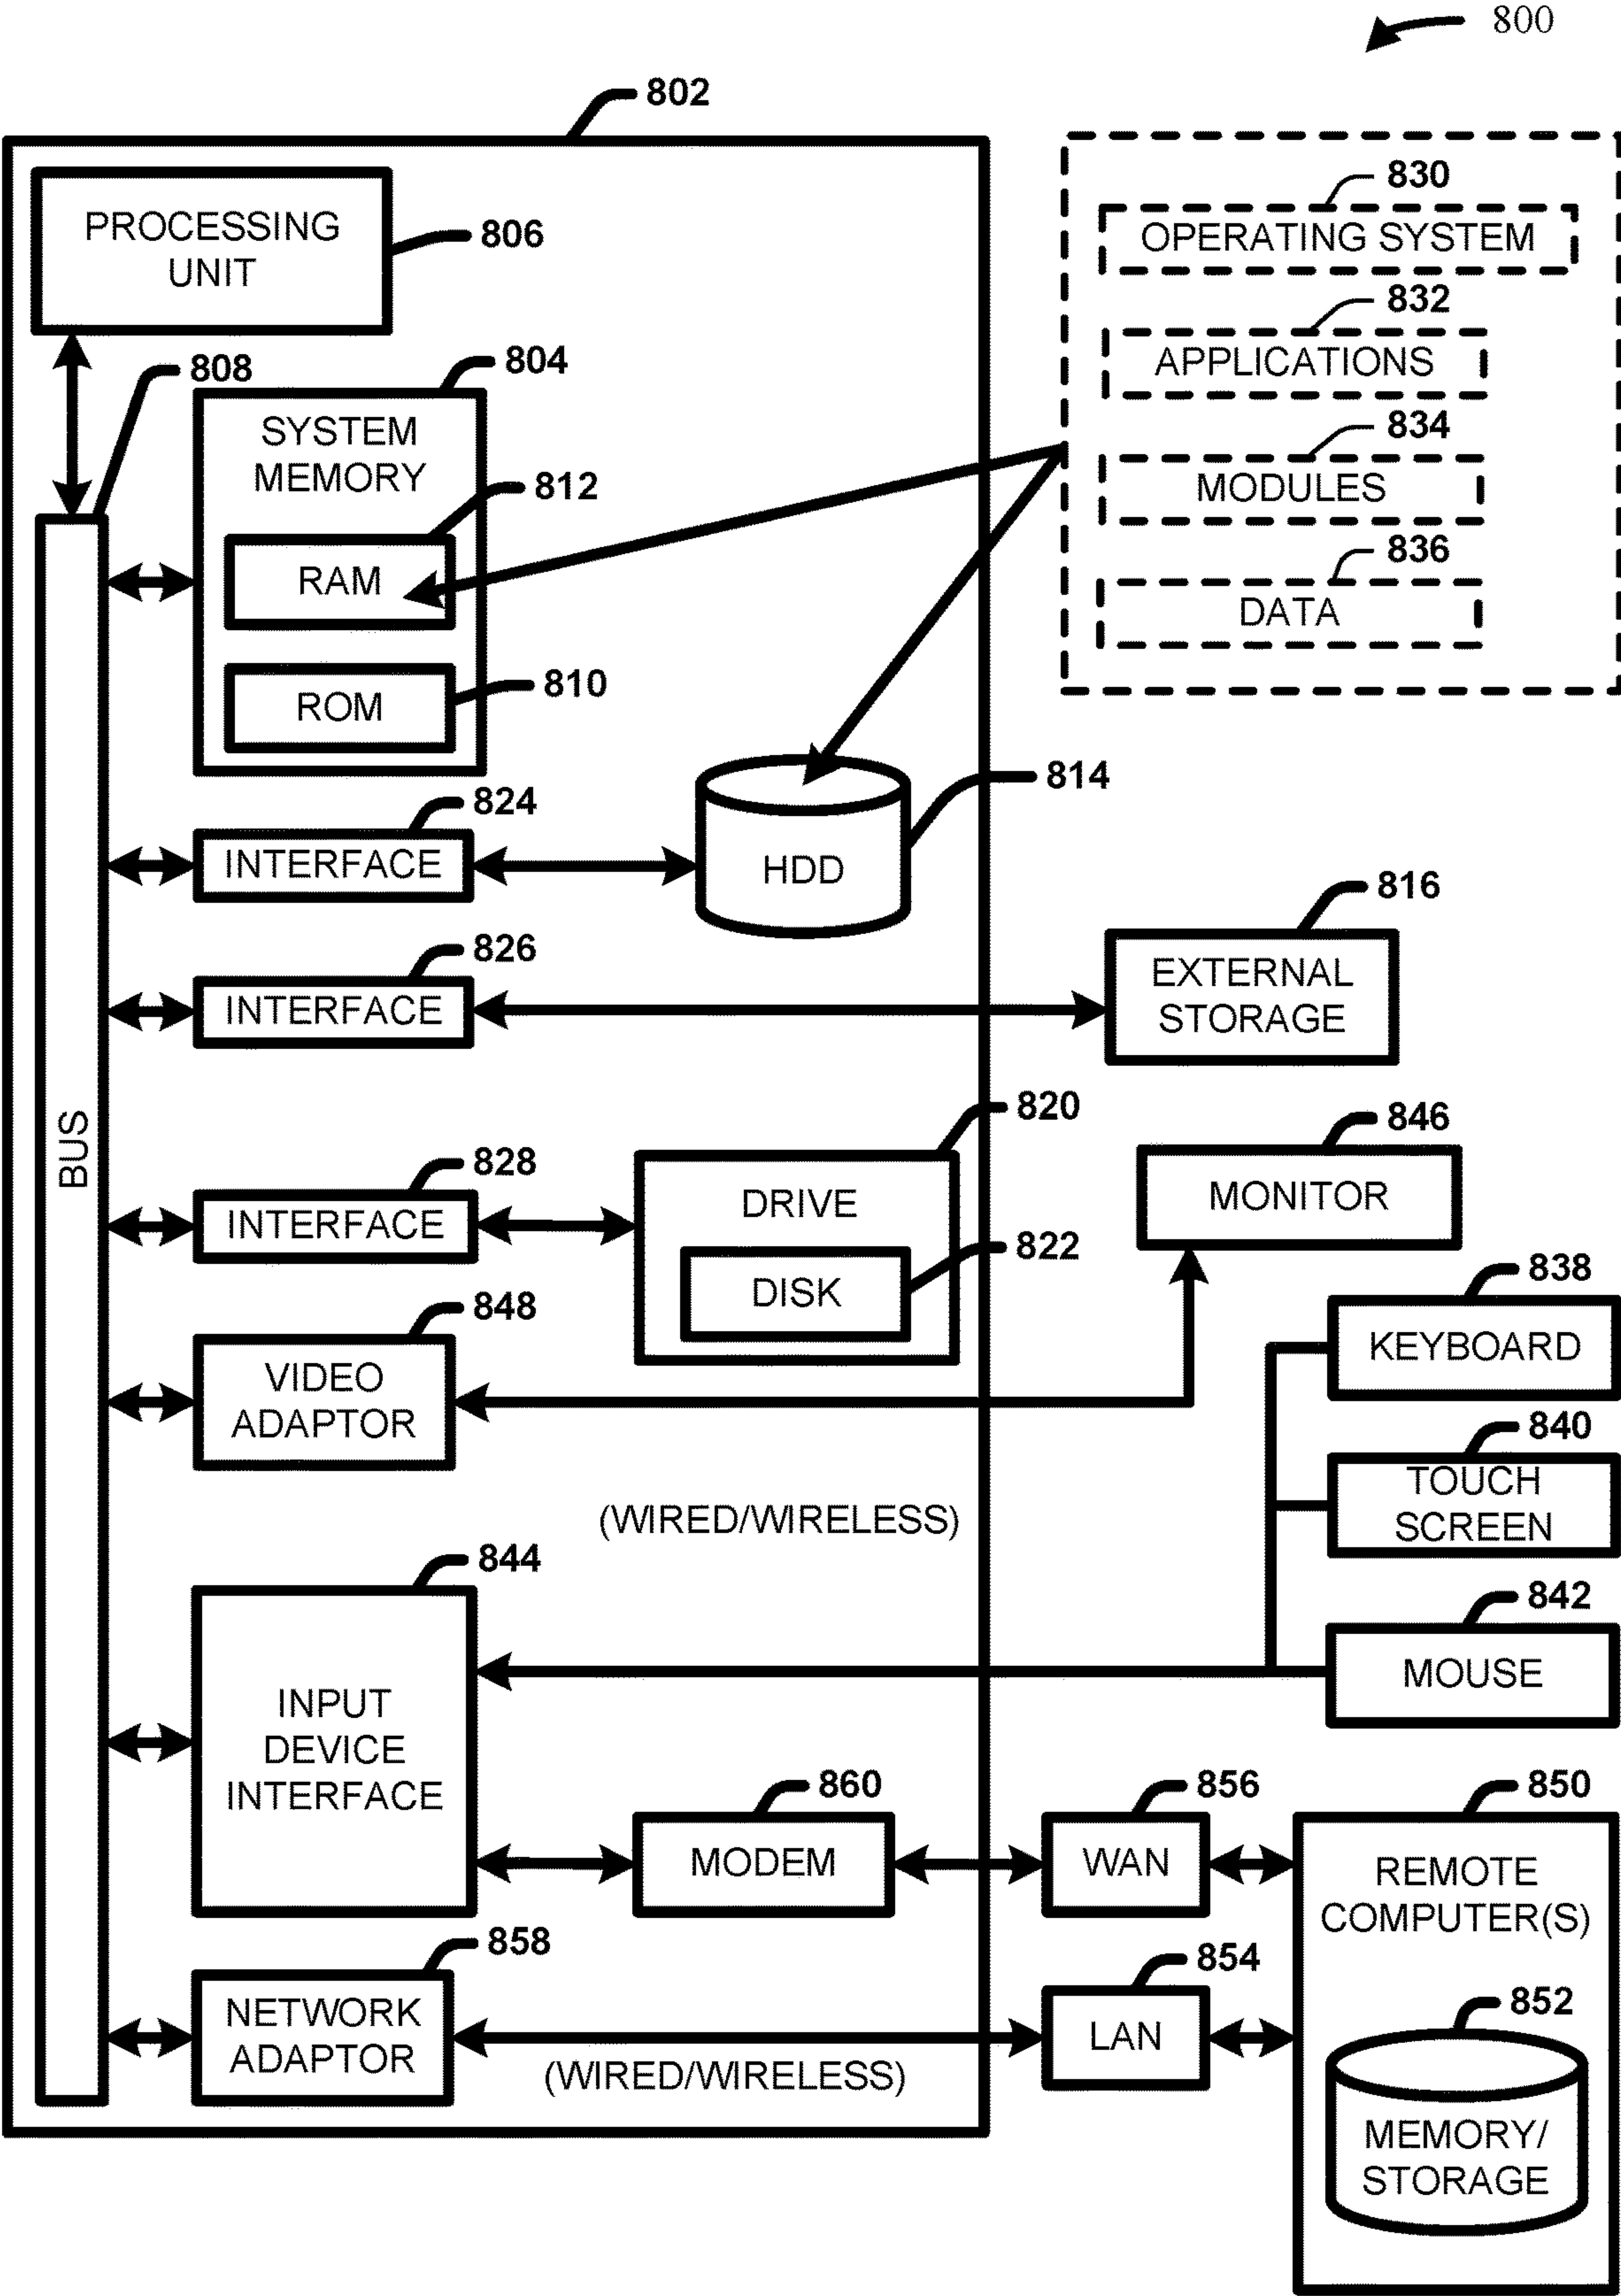 800
802
PROCESSING
UNIT
806
830
OPERATING SYSTEM
832
APPLICATIONS
834
MODULES
836
DATA
808
804
SYSTEM
MEMORY
812
RAM
810
ROM
814
HDD
824
INTERFACE
816
EXTERNAL
STORAGE
826
INTERFACE
BUS
820
DRIVE
822
DISK
828
INTERFACE
846
MONITOR
848
VIDEO
ADAPTOR
838
KEYBOARD
840
TOUCH
SCREEN
(WIRED/WIRELESS)
842
MOUSE
844
INPUT
DEVICE
INTERFACE
860
MODEM
856
WAN
850
REMOTE
COMPUTER(S)
858
NETWORK
ADAPTOR
(WIRED/WIRELESS)
854
LAN
852
MEMORY/
STORAGE